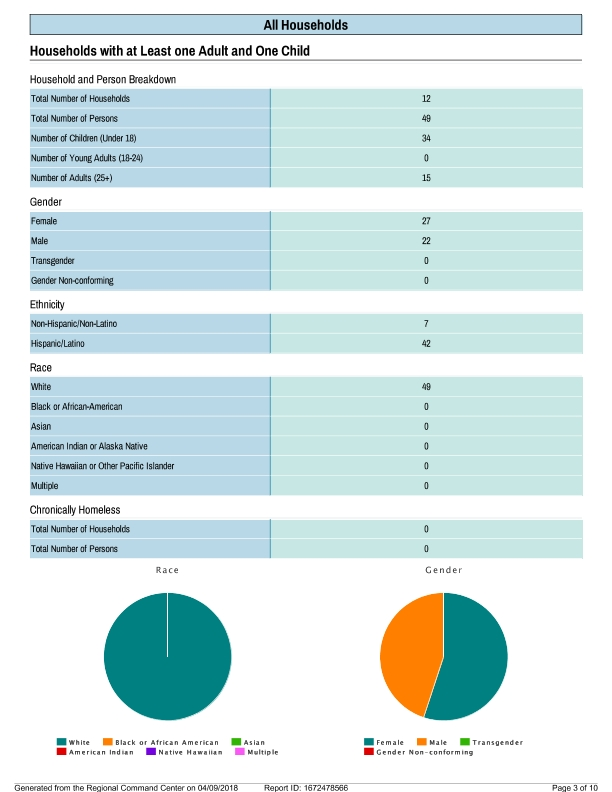 All Households
Households with at Least one Adult and One Child
Household and Person Breakdown
Total Number of Households 12
Total Number of Persons 49
Number of Children (Under 18) 34
Number of Young Adults (18-24) 0
Number of Adults (25+) 15
Gender
Female 27
Male 22
Transgender 0
Gender Non-conforming 0
Ethnicity
Non-Hispanic/Non-Latino 7
Hispanic/Latino 42
Race
White 49
Black or African-American 0
Asian 0
American Indian or Alaska Native 0
Native Hawaiian or Other Pacific Islander 0
Multiple 0
Chronically Homeless
Total Number of Households 0
Total Number of Persons 0
Race
White Black or African American Asian
American Indian Native Hawaiian Multiple
Gender
Female Male Transgender
Gender Non-conforming
Generated from the Regional Command Center on 04/09/2018 Report ID: 1672478566 Page 3 of 10